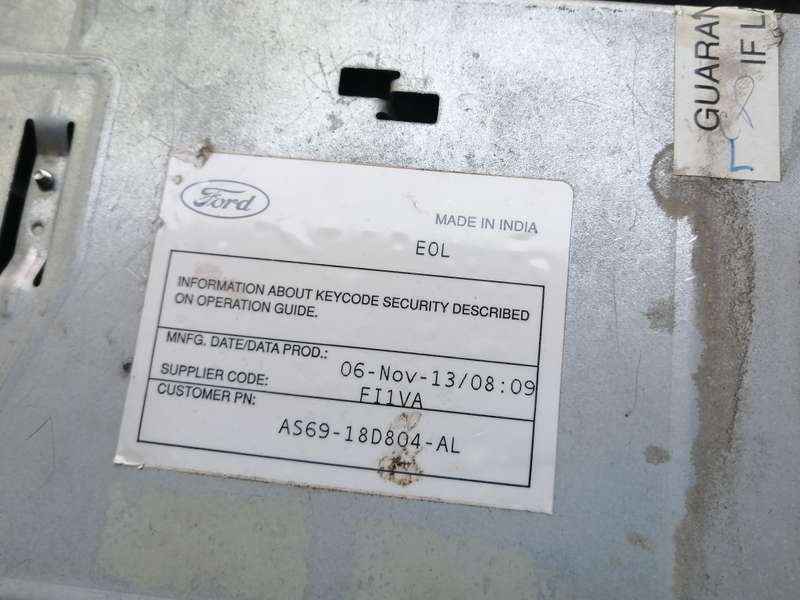 Ford
MADE IN INDIA
EOL
INFORMATION ABOUT KEYCODE SECURITY DESCRIBED
ON OPERATION GUIDE.
MNFG. DATE/DATA PROD.: 06-Nov-13/08:09
SUPPLIER CODE: FI1VA
CUSTOMER PN:
AS69-18D804-AL
GUARAN
IF